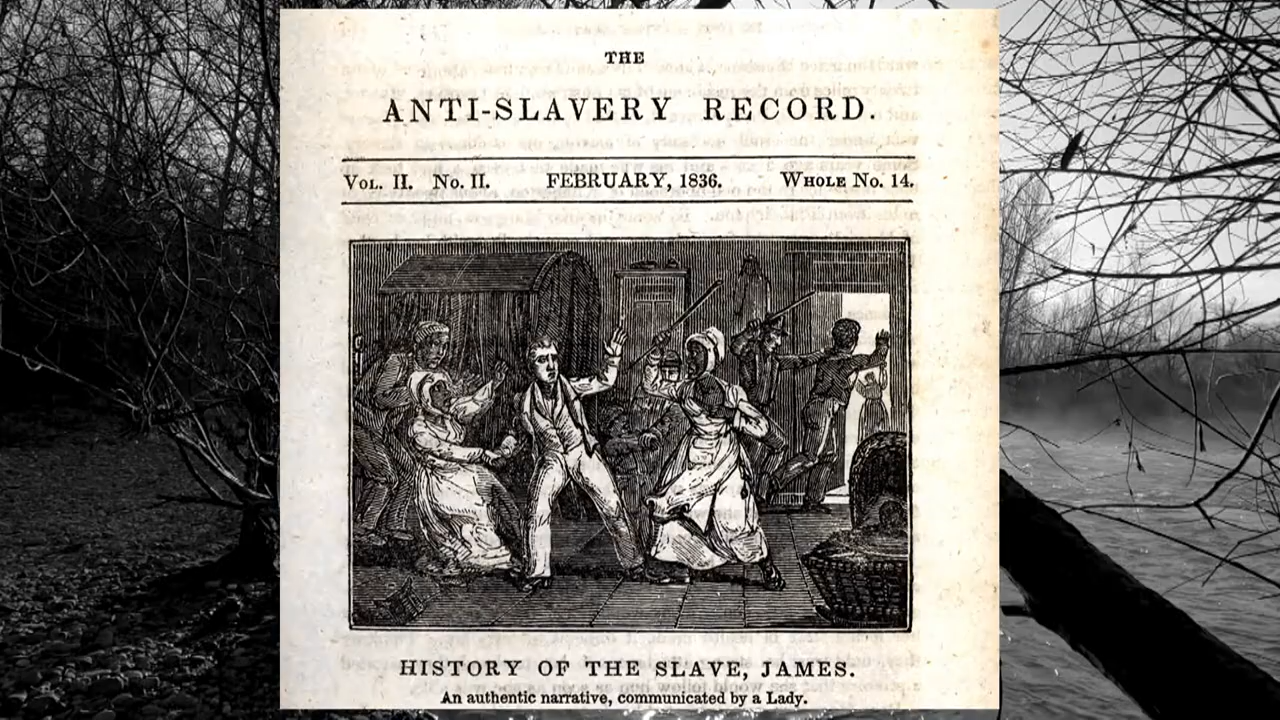 THE
ANTI-SLAVERY RECORD.
VOL. II. NO. II. FEBRUARY, 1836. WHOLE NO. 14.
HISTORY OF THE SLAVE, JAMES.
An authentic narrative, communicated by a Lady.